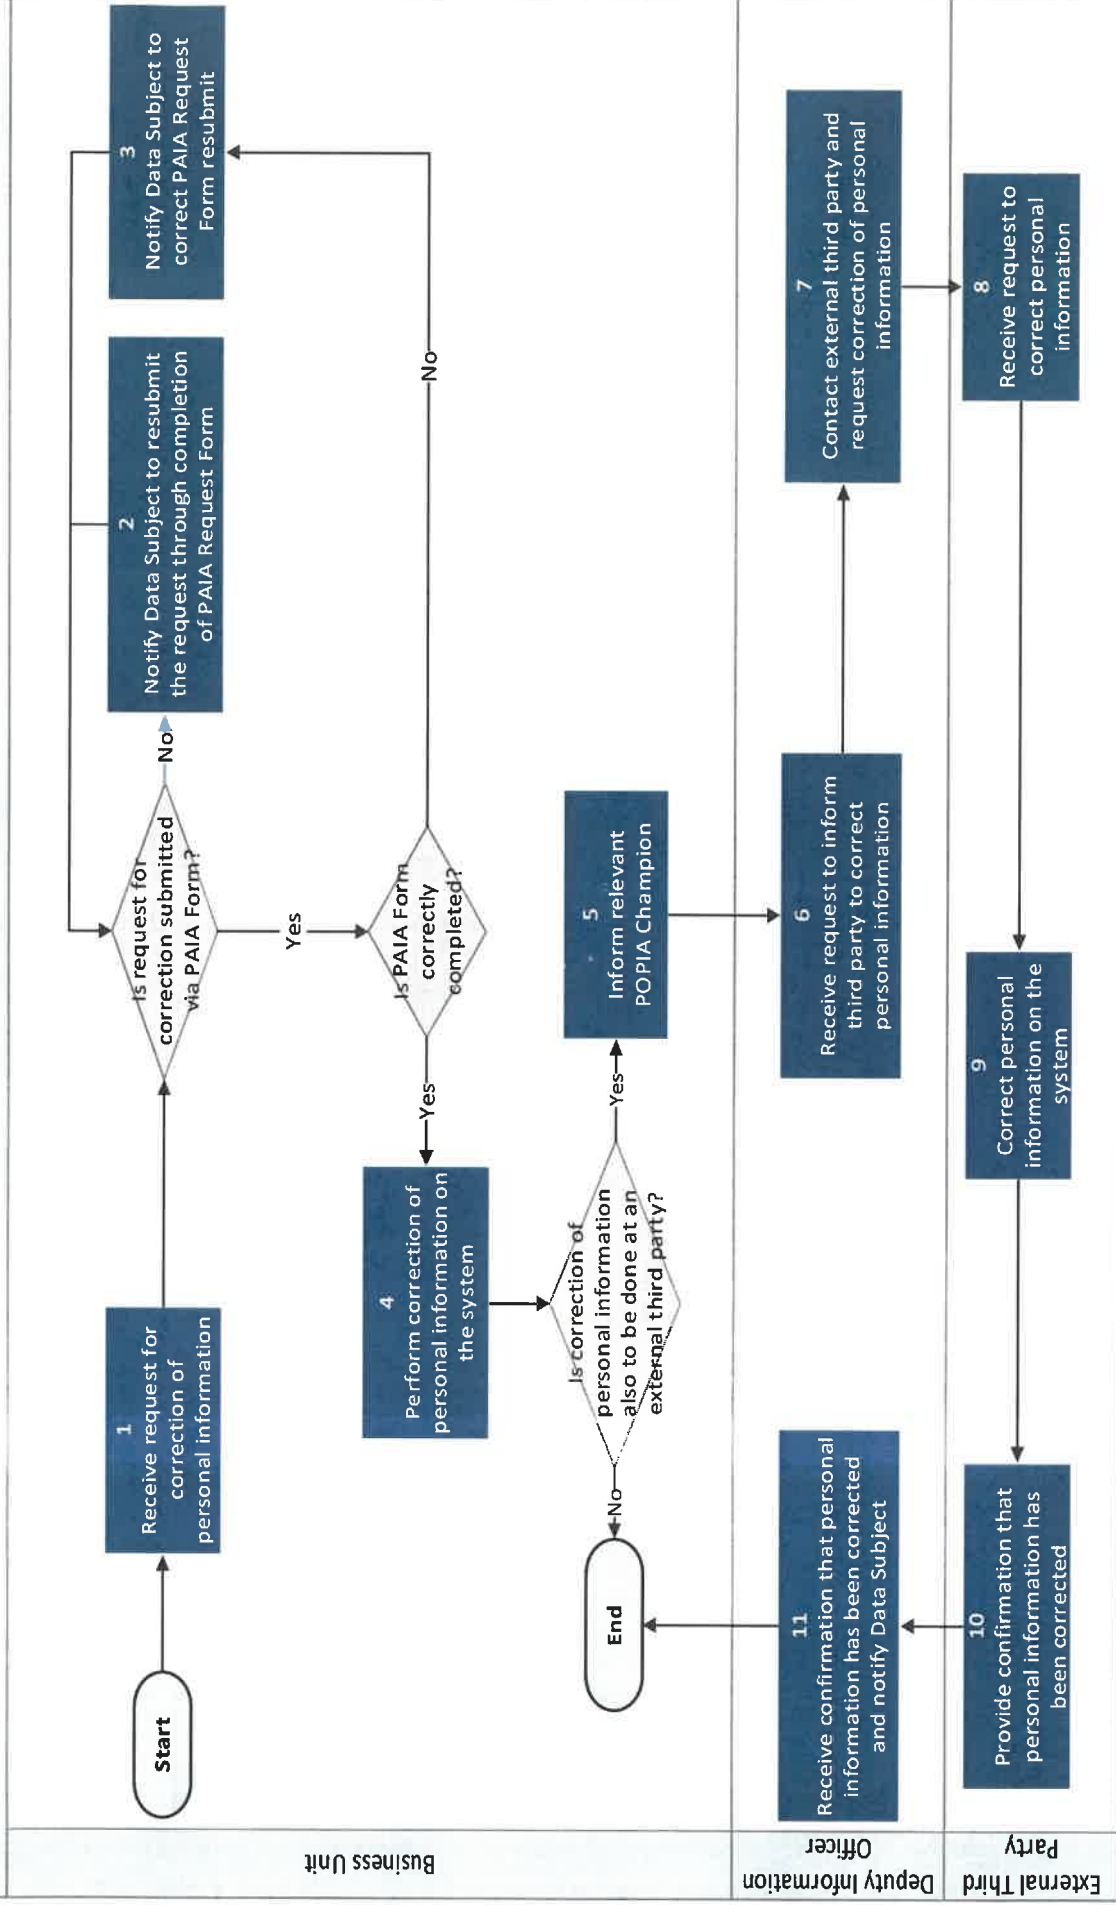 Business Unit
Start
1
Receive request for
correction of
personal information
Is request for
correction submitted
via PAIA Form?
No
2
Notify Data Subject to resubmit
the request through completion
of PAIA Request Form
3
Notify Data Subject to
correct PAIA Request
Form resubmit
Yes
Is PAIA Form
correctly
completed?
No
Yes
4
Perform correction of
personal information on
the system
Is correction of
personal information
also to be done at an
external third party?
Yes
No
End
5
Inform relevant
POPIA Champion
Deputy Information
Officer
6
Receive request to inform
third party to correct
personal information
7
Contact external third party and
request correction of personal
information
11
Receive confirmation that personal
information has been corrected
and notify Data Subject
External Third
Party
8
Receive request to
correct personal
information
9
Correct personal
information on the
system
10
Provide confirmation that
personal information has
been corrected